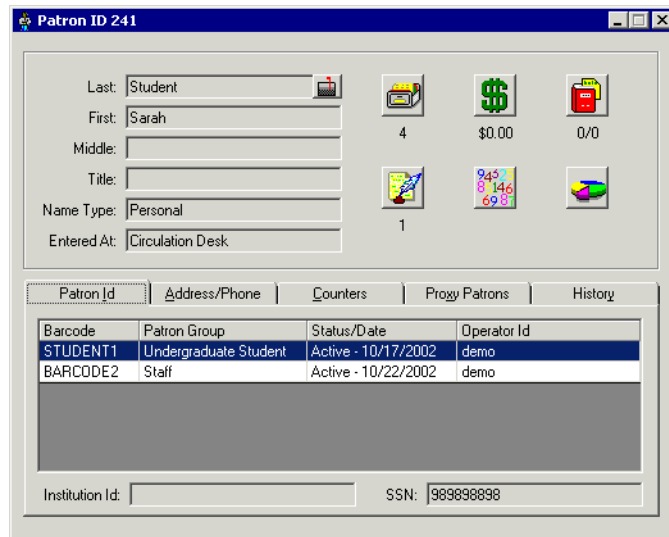 Patron ID 241
Last: Student
First: Sarah
Middle:
Title:
Name Type: Personal
Entered At: Circulation Desk
4 $0.00 0/0
1
Patron Id Address/Phone Counters Proxy Patrons History
Barcode Patron Group Status/Date Operator Id
STUDENT1 Undergraduate Student Active - 10/17/2002 demo
BARCODE2 Staff Active - 10/22/2002 demo
Institution Id: SSN: 989898898